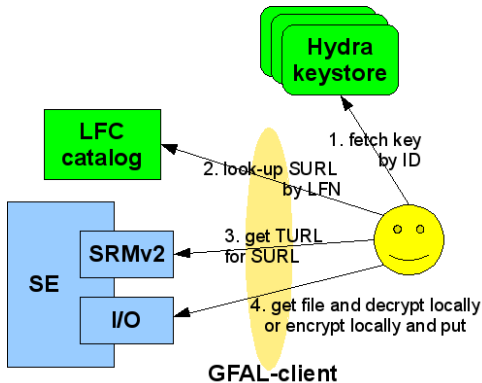 Hydra
keystore
1. fetch key
by ID
LFC
catalog
2. look-up SURL
by LFN
3. get TURL
for SURL
SE
SRMv2
I/O
4. get file and decrypt locally
or encrypt locally and put
GFAL-client